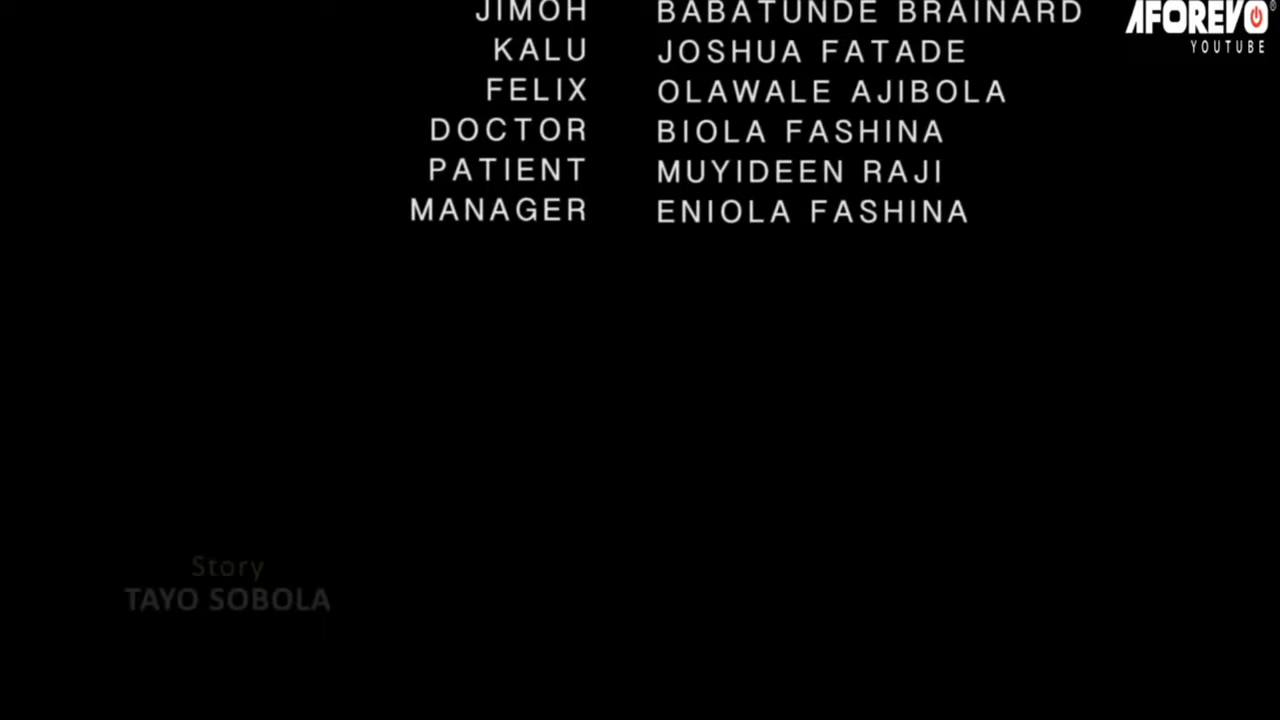 JIMOH BABATUNDE BRAINARD
KALU JOSHUA FATADE
FELIX OLAWALE AJIBOLA
DOCTOR BIOLA FASHINA
PATIENT MUYIDEEN RAJI
MANAGER ENIOLA FASHINA
AFOREVO®
YOUTUBE
Story
TAYO SOBOLA